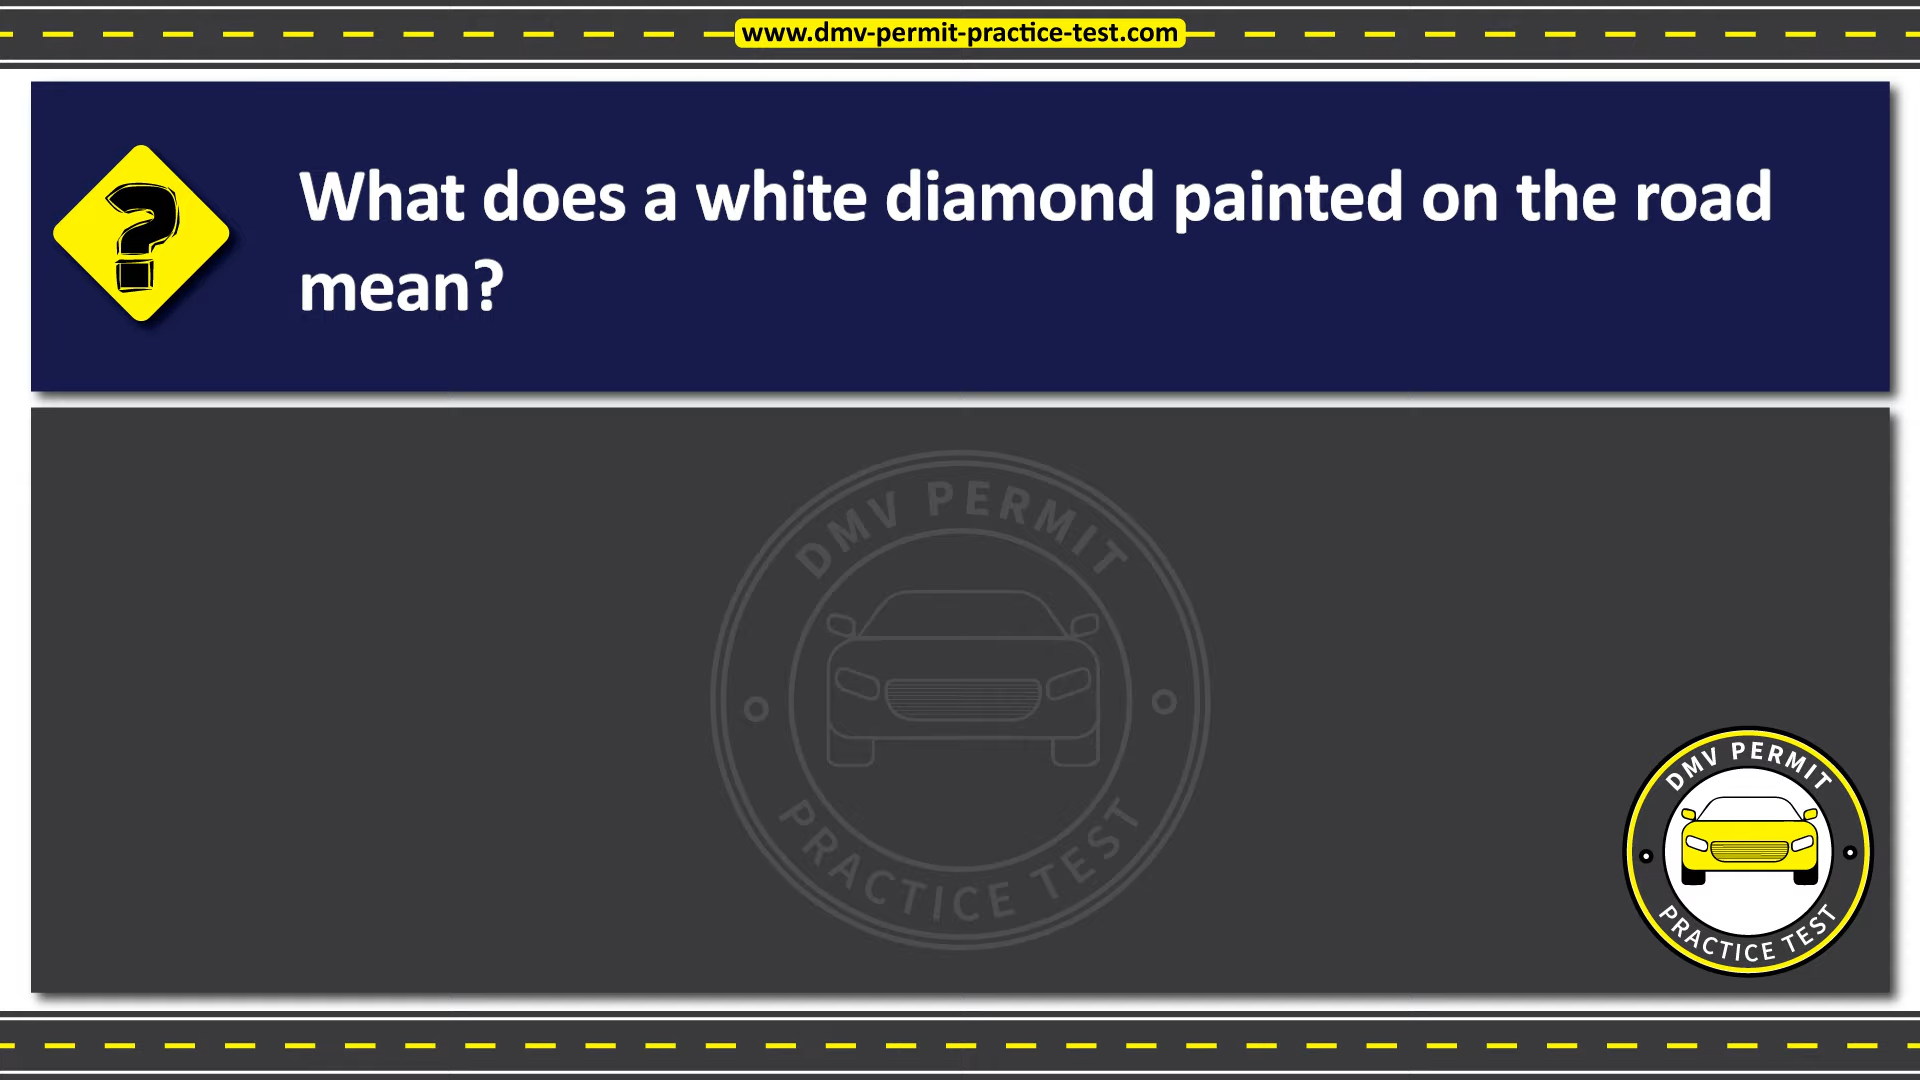 www.dmv-permit-practice-test.com
What does a white diamond painted on the road
mean?
DMV PERMIT
PRACTICE TEST
DMV PERMIT
PRACTICE TEST